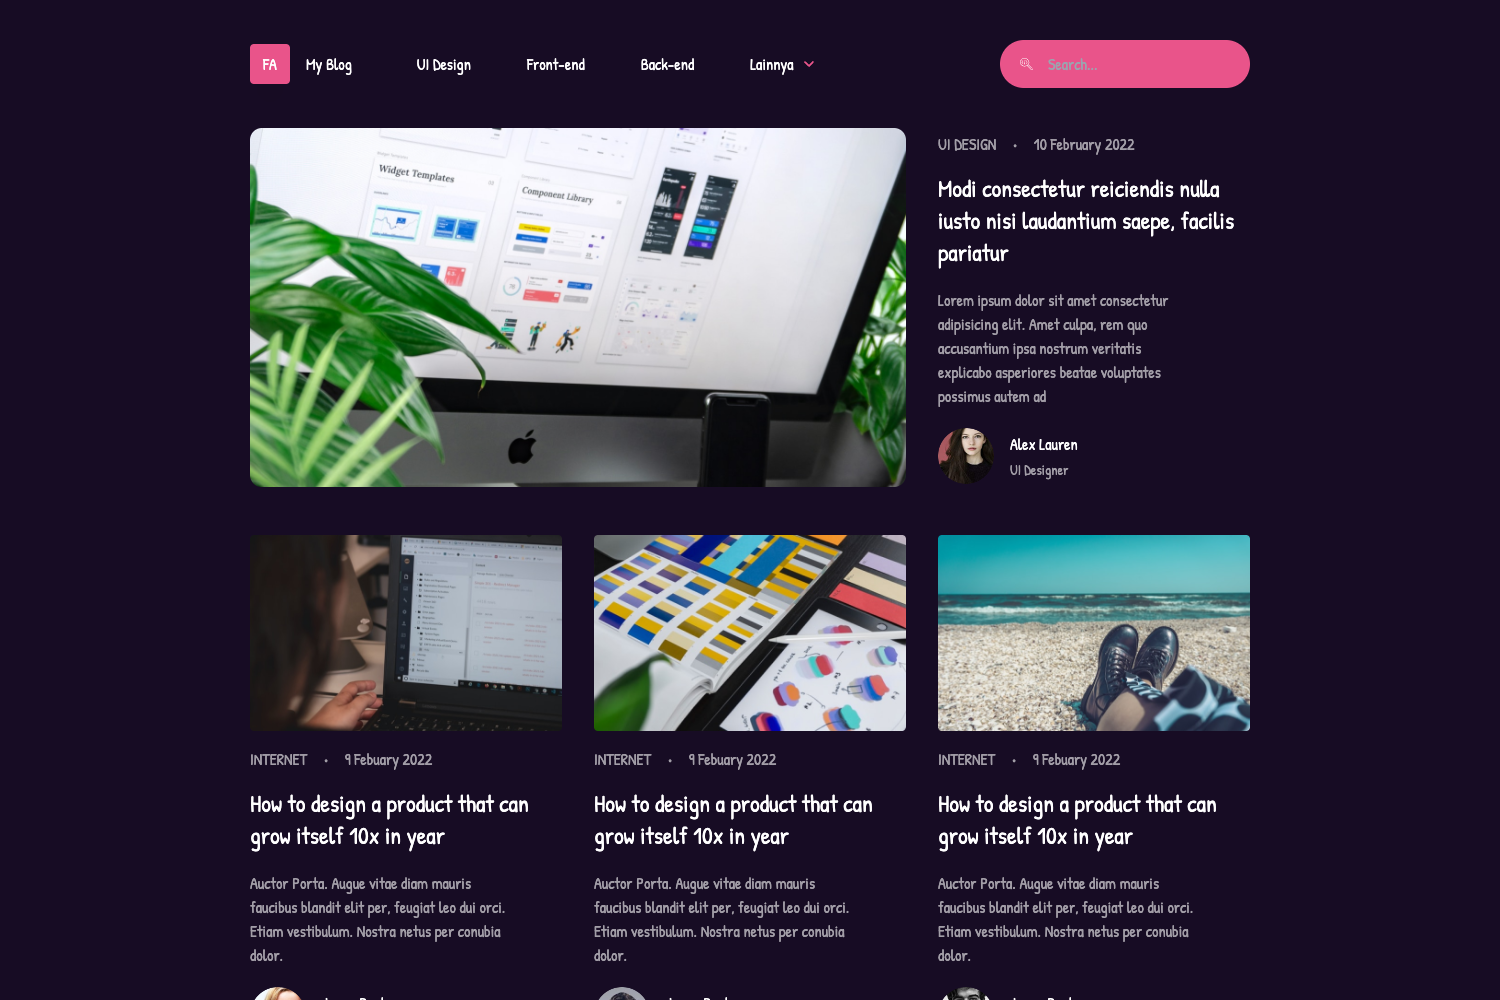 FA My Blog UI Design Front-end Back-end Lainnya Search...
Widget Templates
Component Library
UI DESIGN • 10 February 2022
Modi consectetur reiciendis nulla
iusto nisi laudantium saepe, facilis
pariatur
Lorem ipsum dolor sit amet consectetur
adipisicing elit. Amet culpa, rem quo
accusantium ipsa nostrum veritatis
explicabo asperiores beatae voluptates
possimus autem ad
Alex Lauren
UI Designer
INTERNET • 9 Febuary 2022
How to design a product that can
grow itself 10x in year
Auctor Porta. Augue vitae diam mauris
faucibus blandit elit per, feugiat leo dui orci.
Etiam vestibulum. Nostra netus per conubia
dolor.
INTERNET • 9 Febuary 2022
How to design a product that can
grow itself 10x in year
Auctor Porta. Augue vitae diam mauris
faucibus blandit elit per, feugiat leo dui orci.
Etiam vestibulum. Nostra netus per conubia
dolor.
INTERNET • 9 Febuary 2022
How to design a product that can
grow itself 10x in year
Auctor Porta. Augue vitae diam mauris
faucibus blandit elit per, feugiat leo dui orci.
Etiam vestibulum. Nostra netus per conubia
dolor.